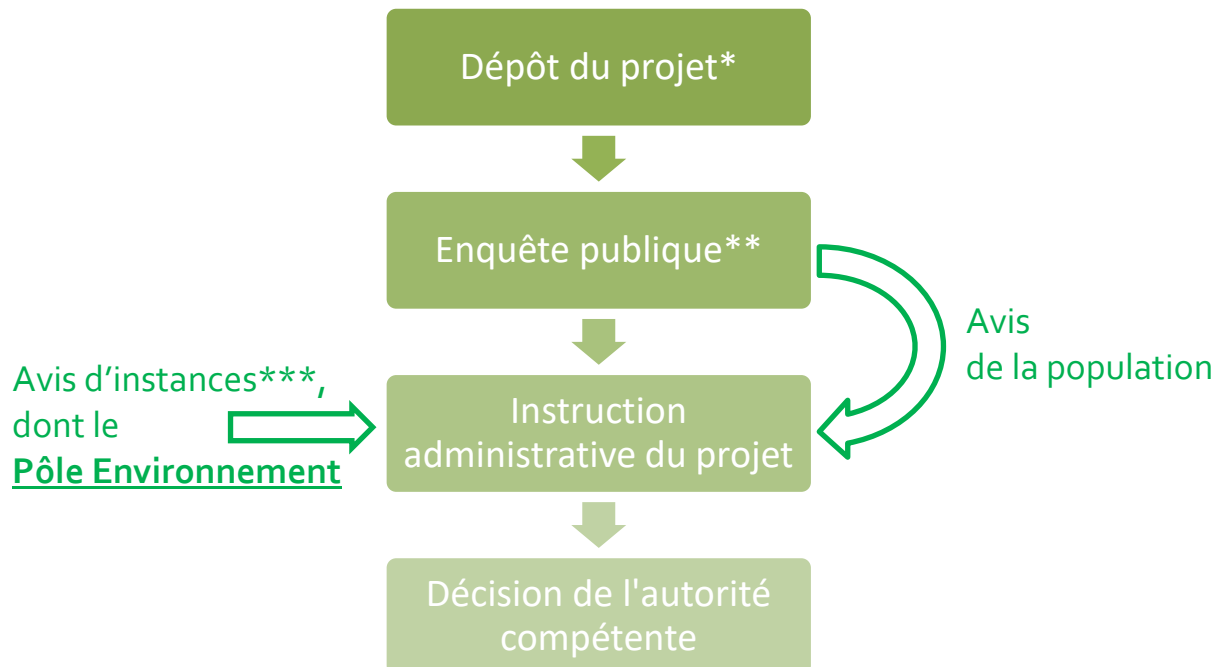 Dépôt du projet*
Enquête publique**
Avis
de la population
Avis d’instances***,
dont le
Pôle Environnement
Instruction
administrative du projet
Décision de l'autorité
compétente